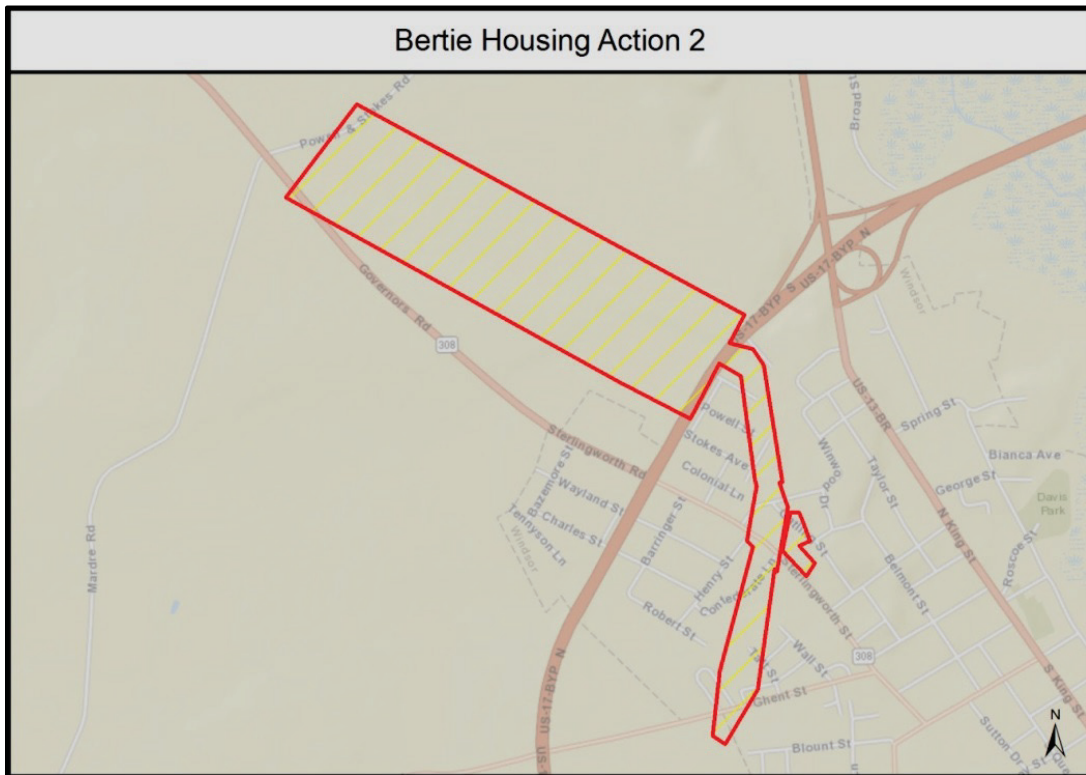 Bertie Housing Action 2
Powell & Stokes Rd
Broad St
US-17-BYP N
US-17-BYP S
Windsor
Governors Rd
308
US-13-BR
Spring St
Powell St
Stokes Ave
Colonial Ln
Winwood Dr
Taylor St
Bianca Ave
George St
Davis
Park
N King St
Sterlingworth Rd
Bazemore St
Wayland St
Charles St
Tennyson Ln
Windsor
Barringer St
Henry St
Confederate Ln
Sterlingworth St
Belmont St
Roscoe St
Mardre Rd
Robert St
Taft St
Wall St
308
Ghent St
S King St
US-17-BYP N
Blount St
Sutton Dr
N